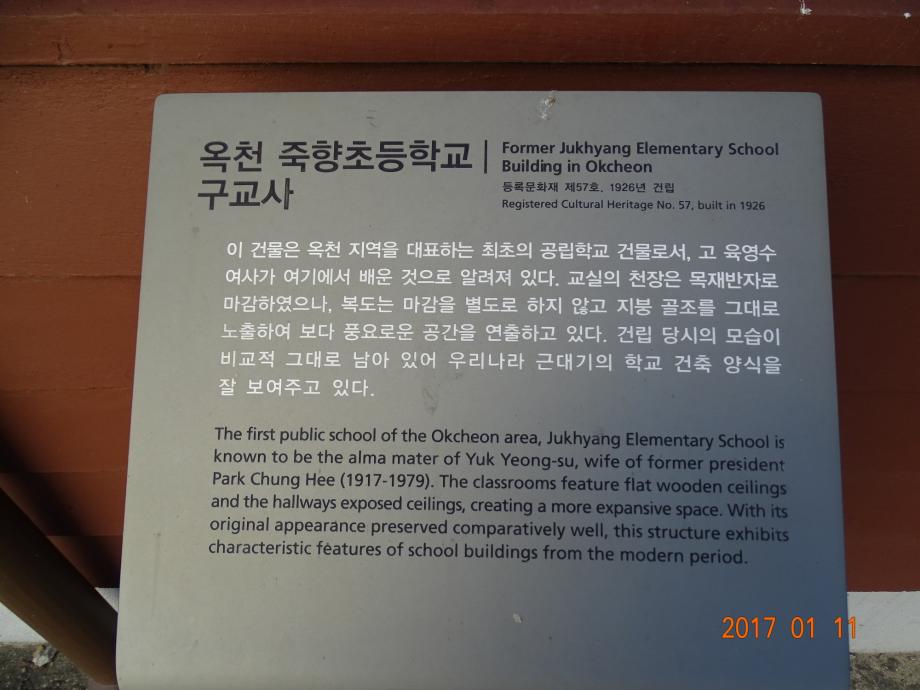 옥천 죽향초등학교
구교사
Former Jukhyang Elementary School
Building in Okcheon
등록문화재 제57호, 1926년 건립
Registered Cultural Heritage No. 57, built in 1926
이 건물은 옥천 지역을 대표하는 최초의 공립학교 건물로서, 고 육영수
여사가 여기에서 배운 것으로 알려져 있다. 교실의 천장은 목재반자로
마감하였으나, 복도는 마감을 별도로 하지 않고 지붕 골조를 그대로
노출하여 보다 풍요로운 공간을 연출하고 있다. 건립 당시의 모습이
비교적 그대로 남아 있어 우리나라 근대기의 학교 건축 양식을
잘 보여주고 있다.
The first public school of the Okcheon area, Jukhyang Elementary School is
known to be the alma mater of Yuk Yeong-su, wife of former president
Park Chung Hee (1917-1979). The classrooms feature flat wooden ceilings
and the hallways exposed ceilings, creating a more expansive space. With its
original appearance preserved comparatively well, this structure exhibits
characteristic features of school buildings from the modern period.
2017 01 11